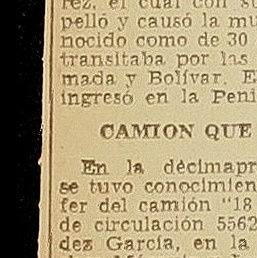 rez, el cual con su
pelló y causó la mu
nocido como de 30
transitaba por las
mada y Bolívar. E
ingresó en la Peni
CAMION QUE
En la décimapr
se tuvo conocimien
fer del camión "18
de circulación 5562
dez García, en la